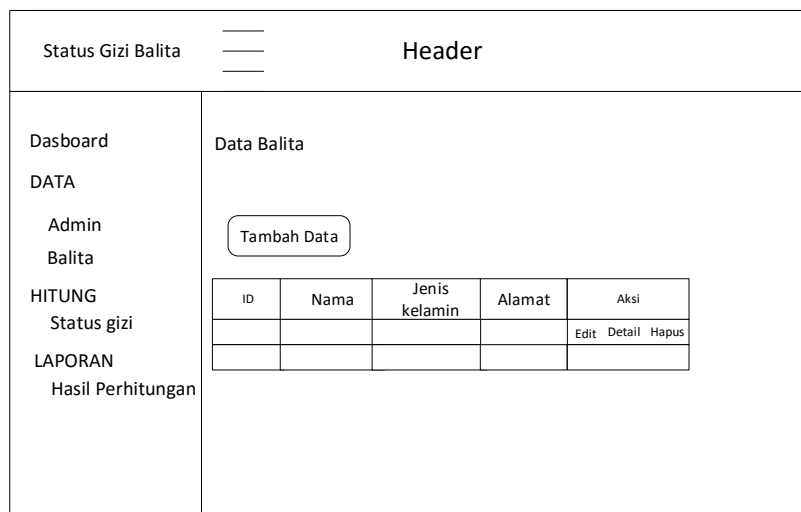 Status Gizi Balita
Header
Dasboard
DATA
Admin
Balita
HITUNG
Status gizi
LAPORAN
Hasil Perhitungan
Data Balita
Tambah Data
ID
Nama
Jenis
kelamin
Alamat
Aksi
Edit Detail Hapus